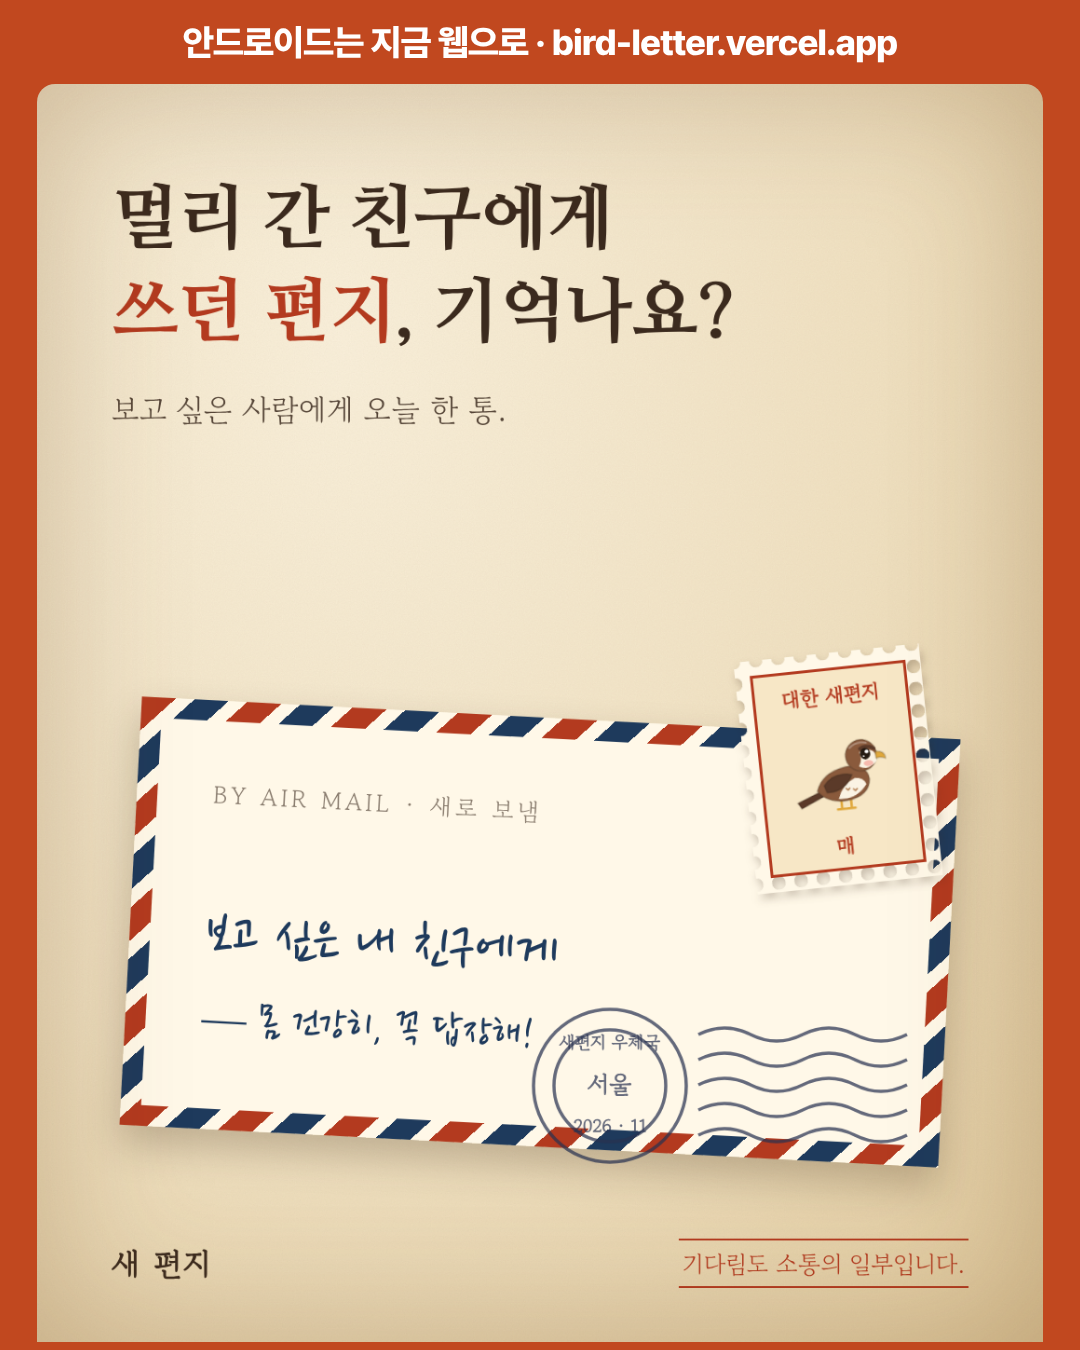 안드로이드는 지금 웹으로 · bird-letter.vercel.app
멀리 간 친구에게
쓰던 편지, 기억나요?
보고 싶은 사람에게 오늘 한 통.
대한 새편지
매
BY AIR MAIL · 새로 보냄
보고 싶은 내 친구에게
— 몸 건강히, 꼭 답장해!
새편지 우체국
서울
2026 · 11
새 편지
기다림도 소통의 일부입니다.